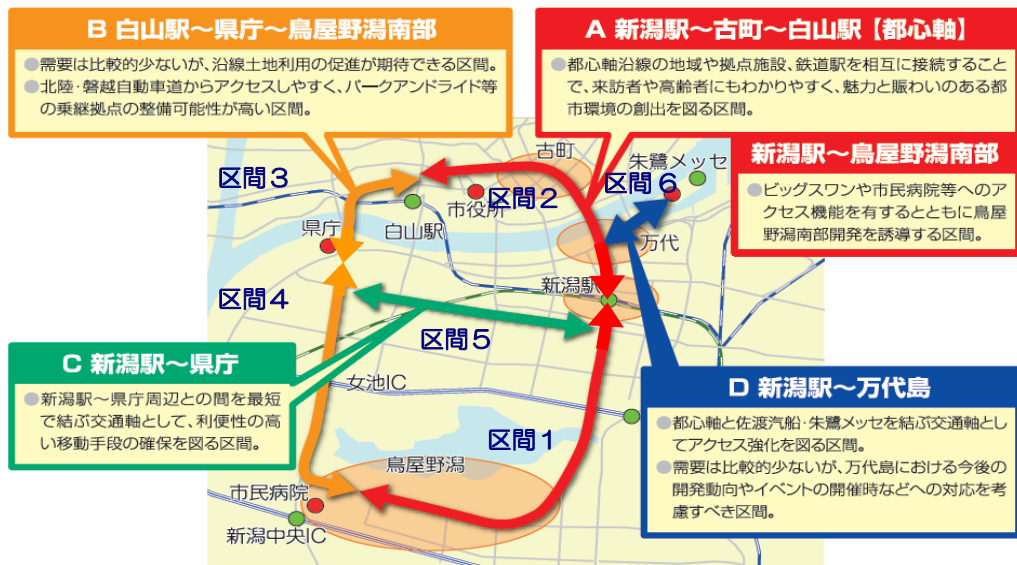 B 白山駅～県庁～鳥屋野潟南部
●需要は比較的少ないが、沿線土地利用の促進が期待できる区間。
●北陸・磐越自動車道からアクセスしやすく、パークアンドライド等
の乗継拠点の整備可能性が高い区間。
A 新潟駅～古町～白山駅【都心軸】
●都心軸沿線の地域や拠点施設、鉄道駅を相互に接続すること
で、来訪者や高齢者にもわかりやすく、魅力と賑わいのある都
市環境の創出を図る区間。
新潟駅～鳥屋野潟南部
●ビッグスワンや市民病院等へのア
クセス機能を有するとともに鳥屋
野潟南部開発を誘導する区間。
古町
朱鷺メッセ
区間3
区間2
区間6
市役所
白山駅
県庁
万代
新潟駅
区間4
区間5
C 新潟駅～県庁
●新潟駅～県庁周辺との間を最短
で結ぶ交通軸として、利便性の高
い移動手段の確保を図る区間。
女池IC
D 新潟駅～万代島
●都心軸と佐渡汽船・朱鷺メッセを結ぶ交通軸とし
てアクセス強化を図る区間。
●需要は比較的少ないが、万代島における今後の
開発動向やイベントの開催時などへの対応を考
慮すべき区間。
区間1
鳥屋野潟
市民病院
新潟中央IC